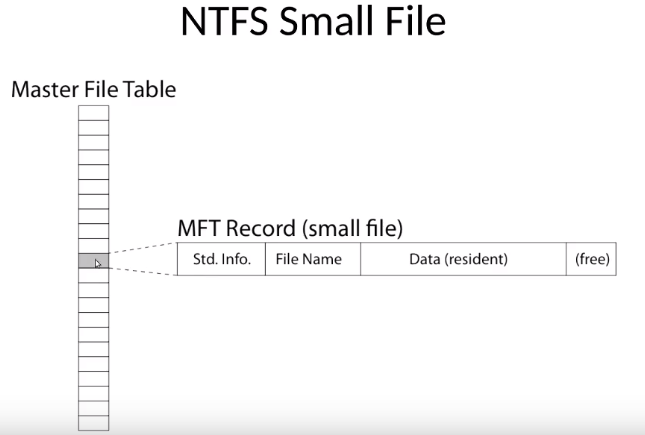 NTFS Small File
Master File Table
MFT Record (small file)
Std. Info. File Name Data (resident) (free)